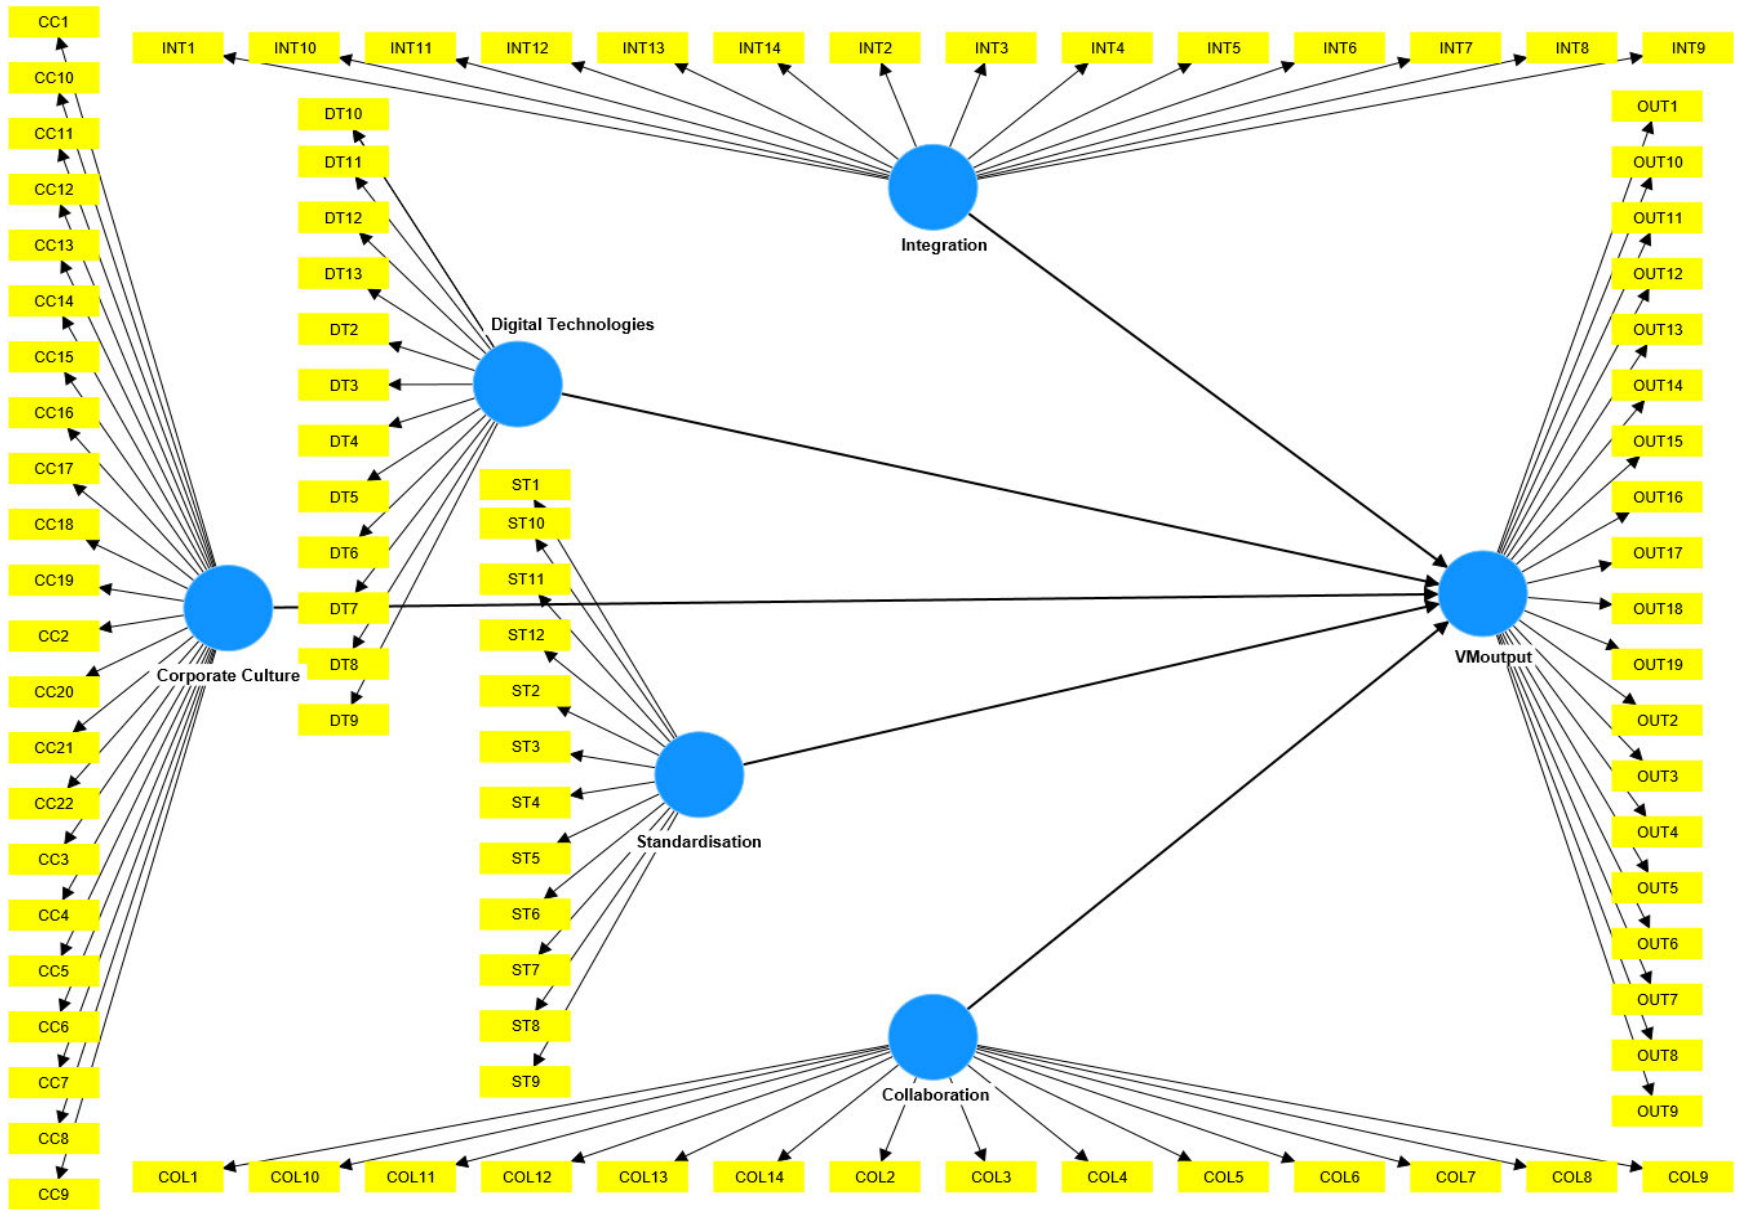 CC1
INT1
INT10
INT11
INT12
INT13
INT14
INT2
INT3
INT4
INT5
INT6
INT7
INT8
INT9
CC10
CC11
CC12
CC13
CC14
CC15
CC16
CC17
CC18
CC19
CC2
CC20
CC21
CC22
CC3
CC4
CC5
CC6
CC7
CC8
CC9
Corporate Culture
DT10
DT11
DT12
DT13
DT2
DT3
DT4
DT5
DT6
DT7
DT8
DT9
Digital Technologies
Integration
ST1
ST10
ST11
ST12
ST2
ST3
ST4
ST5
ST6
ST7
ST8
ST9
Standardisation
OUT1
OUT10
OUT11
OUT12
OUT13
OUT14
OUT15
OUT16
OUT17
OUT18
OUT19
OUT2
OUT3
OUT4
OUT5
OUT6
OUT7
OUT8
OUT9
VMoutput
Collaboration
COL1
COL10
COL11
COL12
COL13
COL14
COL2
COL3
COL4
COL5
COL6
COL7
COL8
COL9